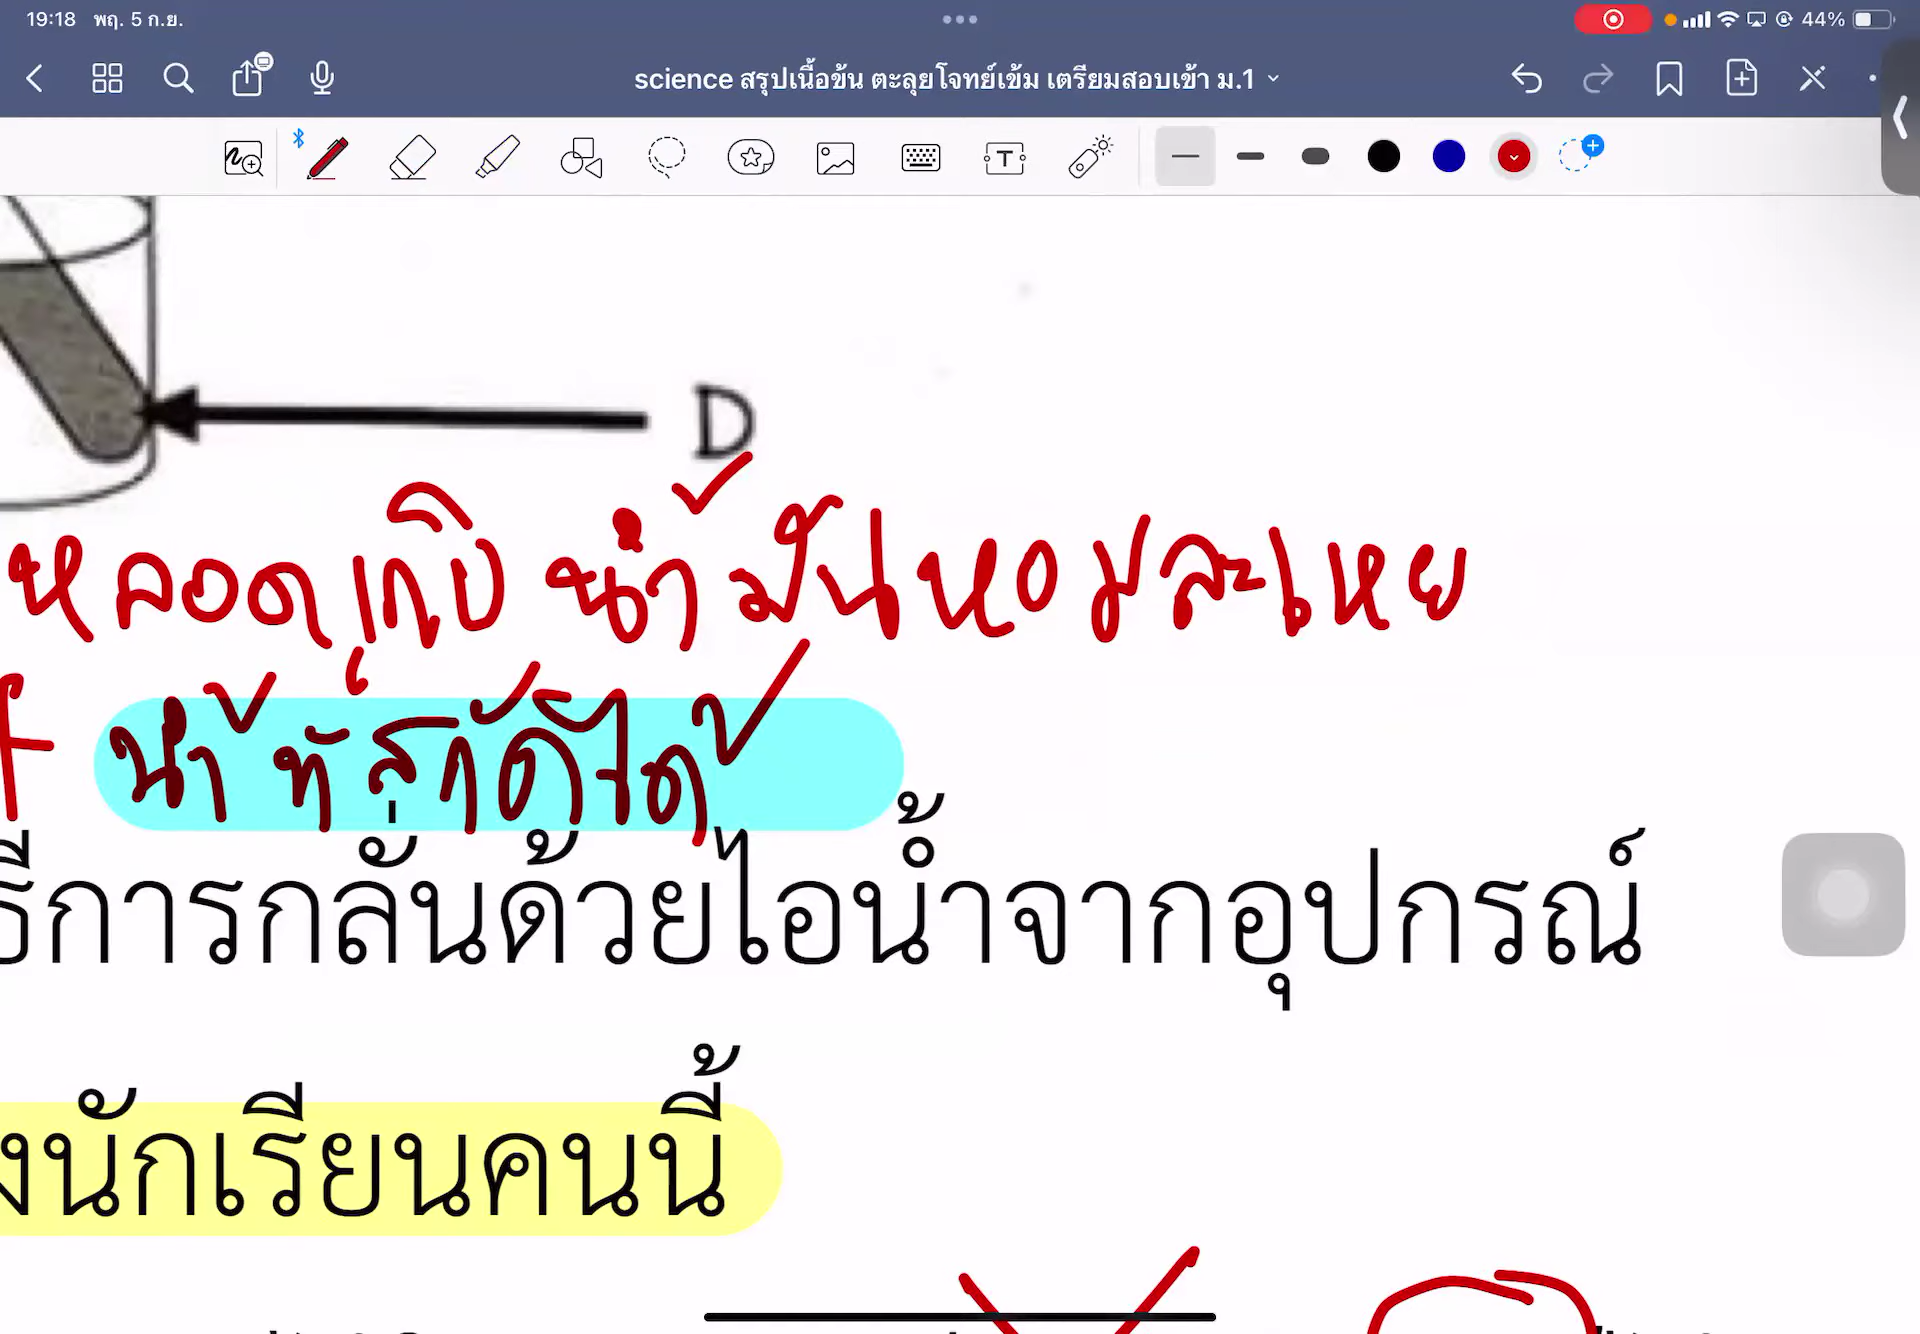 19:18 พฤ. 5 ก.ย.
44%
science สรุปเนื้อข้น ตะลุยโจทย์เข้ม เตรียมสอบเข้า ม.1
T
D
หลอดเก็บน้ำมันหอมระเหย
+ น้ำที่สกัดได้
ธีการกลั่นด้วยไอน้ำจากอุปกรณ์
งนักเรียนคนนี้